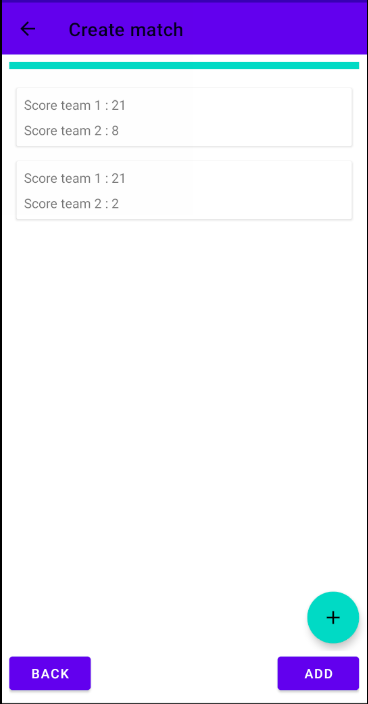 Create match
Score team 1 : 21
Score team 2 : 8
Score team 1 : 21
Score team 2 : 2
+
BACK
ADD